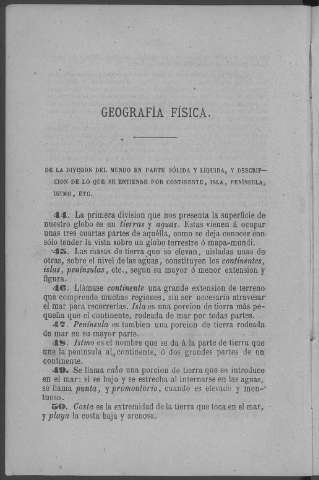 GEOGRAFÍA FÍSICA.
DE LA DIVISION DEL MUNDO EN PARTE SÓLIDA Y LÍQUIDA, Y DESCRIP—
CION DE LO QUE SE ENTIENDE POR CONTINENTE, ISLA, PENÍNSULA,
ISTMO, ETC.
44. La primera division que nos presenta la superficie de
nuestro globo es en tierras y aguas. Estas vienen á ocupar
unas tres cuartas partes de aquélla, como se deja conocer con
sólo tender la vista sobre un globo terrestre ó mapa-mundi.
45. Las masas de tierra que se elevan, aisladas unas de
otras, sobre el nivel de las aguas, constituyen los continentes,
islas, penínsulas, etc., segun su mayor ó menor extension y
figura.
46. Llámase continente una grande extension de terreno
que comprende muchas regiones, sin ser necesario atravesar
el mar para recorrerlas. Isla es una porcion de tierra más pe-
queña que el continente, rodeada de mar por todas partes.
47. Península es tambien una porcion de tierra rodeada
de mar en su mayor parte.
48. Istmo es el nombre que se da á la parte de tierra que
une la península al continente, ó dos grandes partes de un
continente.
49. Se llama cabo una porcion de tierra que se introduce
en el mar: si es bajo y se estrecha al internarse en las aguas,
se llama punta, y promontorio, cuando es elevado y mon-
tuoso.
50. Costa es la extremidad de la tierra que toca en el mar,
y playa la costa baja y arenosa.